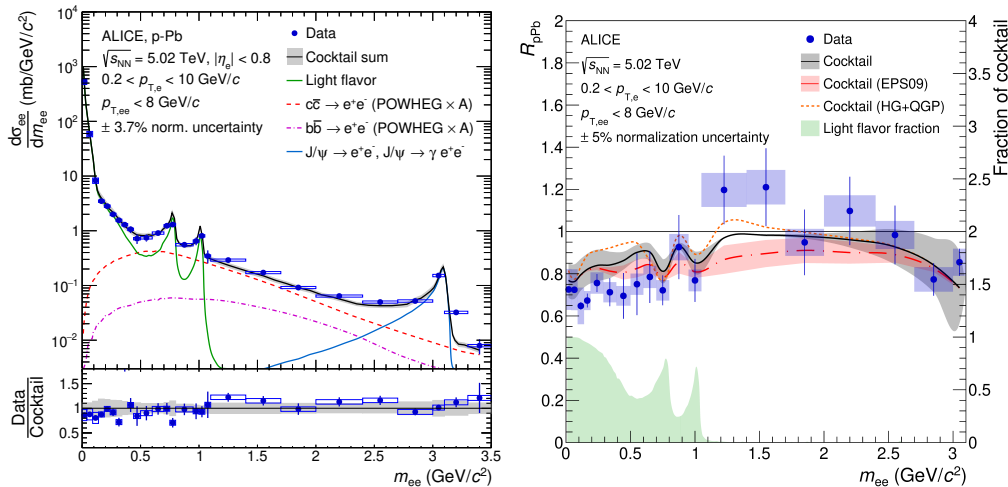 ALICE, p-Pb
√s_NN = 5.02 TeV, |η_e| < 0.8
0.2 < p_T,e < 10 GeV/c
p_T,ee < 8 GeV/c
± 3.7% norm. uncertainty
Data
Cocktail sum
Light flavor
cc̅ → e⁺e⁻ (POWHEG × A)
bb̅ → e⁺e⁻ (POWHEG × A)
J/ψ → e⁺e⁻, J/ψ → γ e⁺e⁻
dσ_ee/dm_ee (mb/GeV/c²)
10⁴
10³
10²
10
1
10⁻¹
10⁻²
Data
Cocktail
1.5
1
0.5
0 0.5 1 1.5 2 2.5 3 3.5
m_ee (GeV/c²)
R_pPb
ALICE
√s_NN = 5.02 TeV
0.2 < p_T,e < 10 GeV/c
p_T,ee < 8 GeV/c
± 5% normalization uncertainty
Data
Cocktail
Cocktail (EPS09)
Cocktail (HG+QGP)
Light flavor fraction
2
1.8
1.6
1.4
1.2
1
0.8
0.6
0.4
0.2
0
0 0.5 1 1.5 2 2.5 3
m_ee (GeV/c²)
4
3.5
3
2.5
2
1.5
1
0.5
0
Fraction of cocktail